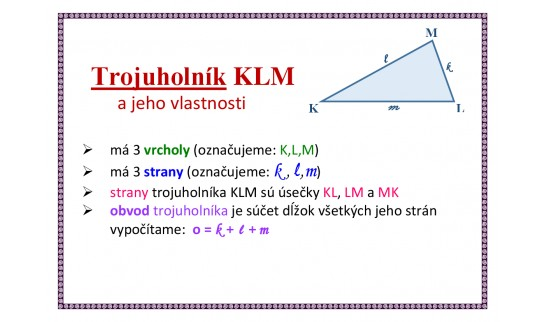 Trojuholník KLM
a jeho vlastnosti
M
ℓ
k
K
m
L
➢ má 3 vrcholy (označujeme: K,L,M)
➢ má 3 strany (označujeme: k, ℓ, m)
➢ strany trojuholníka KLM sú úsečky KL, LM a MK
➢ obvod trojuholníka je súčet dĺžok všetkých jeho strán
vypočítame: o = k + ℓ + m